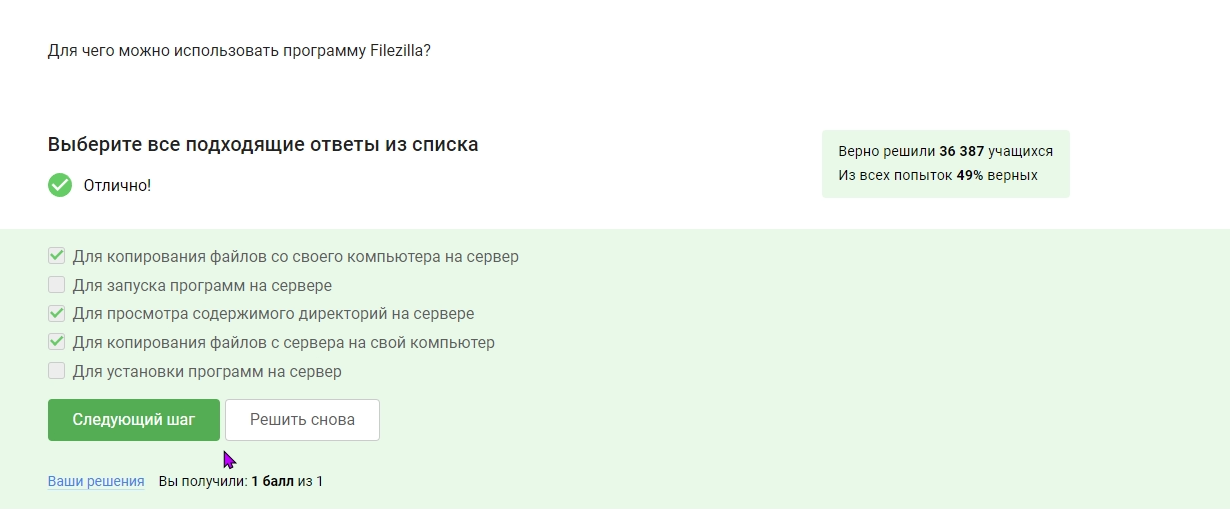 Для чего можно использовать программу Filezilla?
Выберите все подходящие ответы из списка
Верно решили 36 387 учащихся
Из всех попыток 49% верных
Отлично!
Для копирования файлов со своего компьютера на сервер
Для запуска программ на сервере
Для просмотра содержимого директорий на сервере
Для копирования файлов с сервера на свой компьютер
Для установки программ на сервер
Следующий шаг
Решить снова
Ваши решения
Вы получили: 1 балл из 1